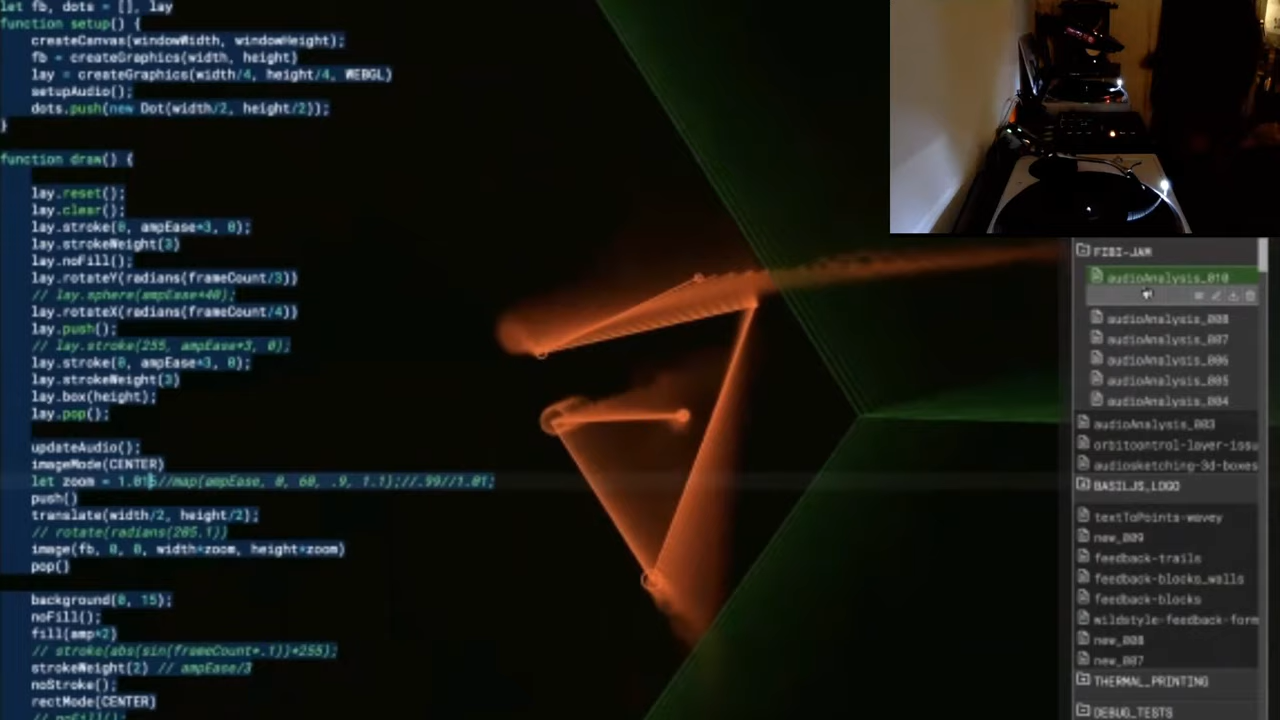 let fb, dots = [], lay
function setup() {
createCanvas(windowWidth, windowHeight);
fb = createGraphics(width, height)
lay = createGraphics(width/4, height/4, WEBGL)
setupAudio();
dots.push(new Dot(width/2, height/2));
}
function draw() {
lay.reset();
lay.clear();
lay.stroke(0, ampEase*3, 0);
lay.strokeWeight(3)
lay.noFill();
lay.rotateY(radians(frameCount/3))
// lay.sphere(ampEase*40);
lay.rotateX(radians(frameCount/4))
lay.push();
// lay.stroke(255, ampEase*3, 0);
lay.stroke(0, ampEase*3, 0);
lay.strokeWeight(3)
lay.box(height);
lay.pop();
updateAudio();
imageMode(CENTER)
let zoom = 1.015//map(ampEase, 0, 60, .9, 1.1);//.99//1.01;
push()
translate(width/2, height/2);
// rotate(radians(205.1))
image(fb, 0, 0, width*zoom, height*zoom)
pop()
background(0, 15);
noFill();
fill(amp*2)
// stroke(abs(sin(frameCount*.1))*255);
strokeWeight(2) // ampEase/3
noStroke();
rectMode(CENTER)
// noFill();
FIBI-JAM
audioAnalysis_010
audioAnalysis_008
audioAnalysis_007
audioAnalysis_006
audioAnalysis_005
audioAnalysis_004
audioAnalysis_003
orbitcontrol-layer-issu
audiosketching-3d-boxes
BASILJS_LOGO
textToPoints-wavey
new_009
feedback-trails
feedback-blocks_walls
feedback-blocks
wildstyle-feedback-form
new_008
new_007
THERMAL_PRINTING
DEBUG_TESTS